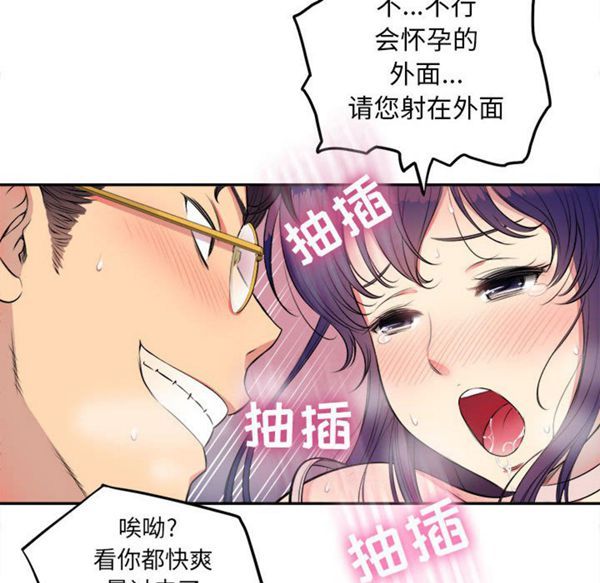 不...不行
会怀孕的
外面...
请您射在外面
抽插
抽插
抽插
唉呦?
看你都快爽